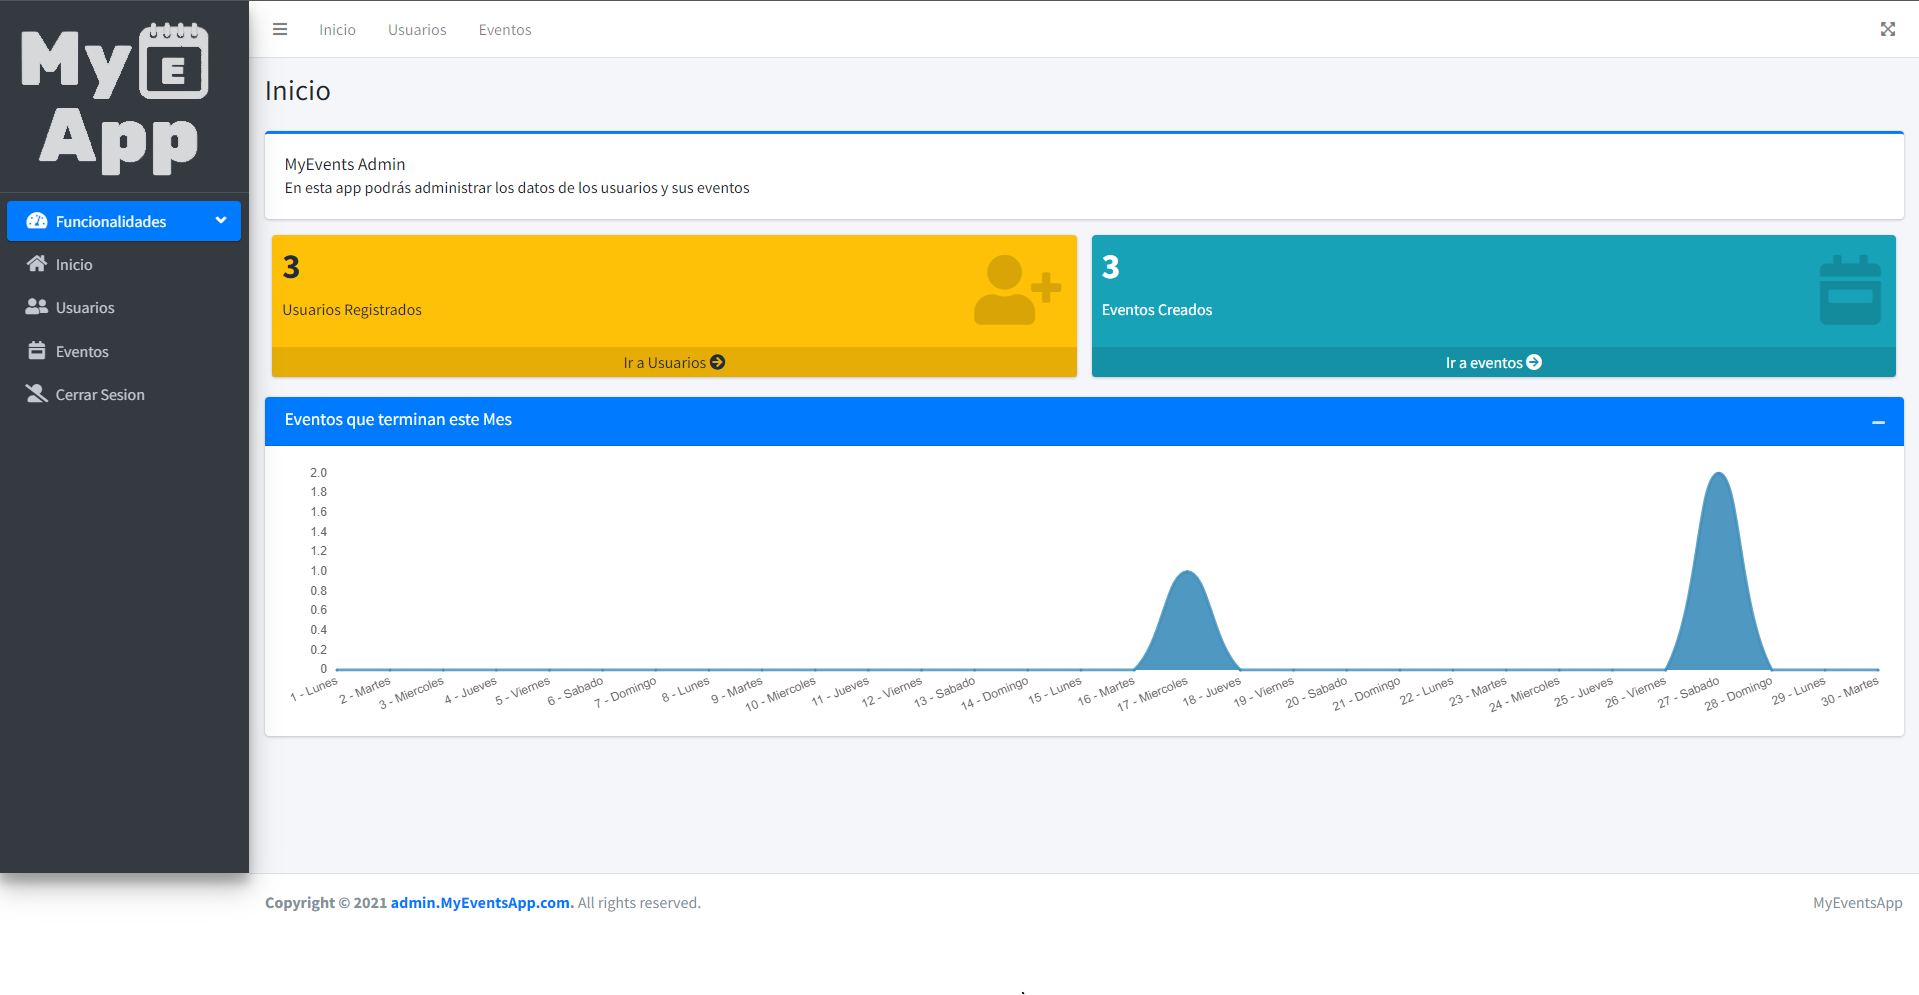 My E
App
Funcionalidades
Inicio
Usuarios
Eventos
Cerrar Sesion
Inicio Usuarios Eventos
Inicio
MyEvents Admin
En esta app podrás administrar los datos de los usuarios y sus eventos
3
Usuarios Registrados
Ir a Usuarios
3
Eventos Creados
Ir a eventos
Eventos que terminan este Mes
2.0
1.8
1.6
1.4
1.2
1.0
0.8
0.6
0.4
0.2
0
1 - Lunes
2 - Martes
3 - Miercoles
4 - Jueves
5 - Viernes
6 - Sabado
7 - Domingo
8 - Lunes
9 - Martes
10 - Miercoles
11 - Jueves
12 - Viernes
13 - Sabado
14 - Domingo
15 - Lunes
16 - Martes
17 - Miercoles
18 - Jueves
19 - Viernes
20 - Sabado
21 - Domingo
22 - Lunes
23 - Martes
24 - Miercoles
25 - Jueves
26 - Viernes
27 - Sabado
28 - Domingo
29 - Lunes
30 - Martes
Copyright © 2021 admin.MyEventsApp.com. All rights reserved.
MyEventsApp